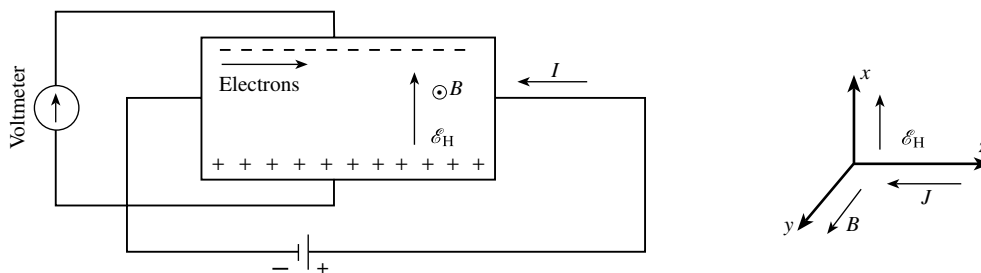 Voltmeter
− − − − − − − − − − − − −
Electrons
I
B
ℰH
+ + + + + + + + + +
− +
x
ℰH
z
J
y
B